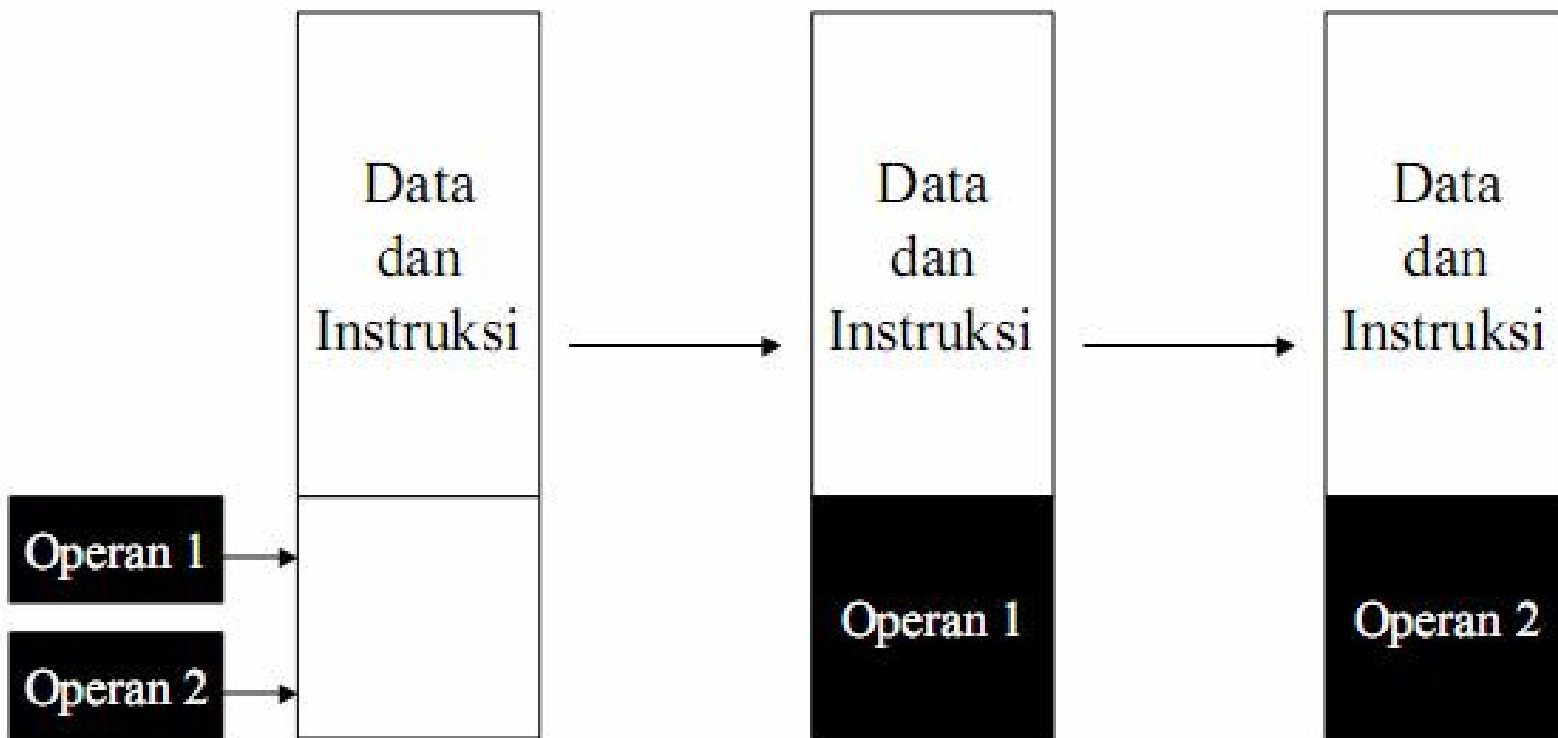 Data
dan
Instruksi
Data
dan
Instruksi
Data
dan
Instruksi
Operan 1
Operan 2
Operan 1
Operan 2